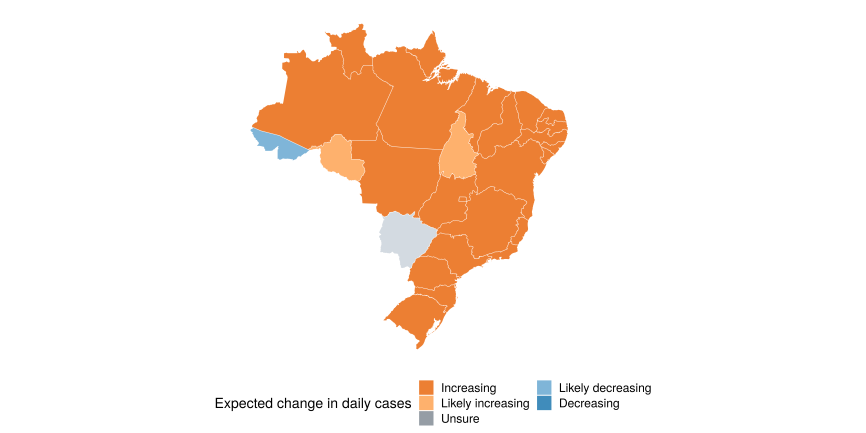 Expected change in daily cases
Increasing
Likely increasing
Unsure
Likely decreasing
Decreasing